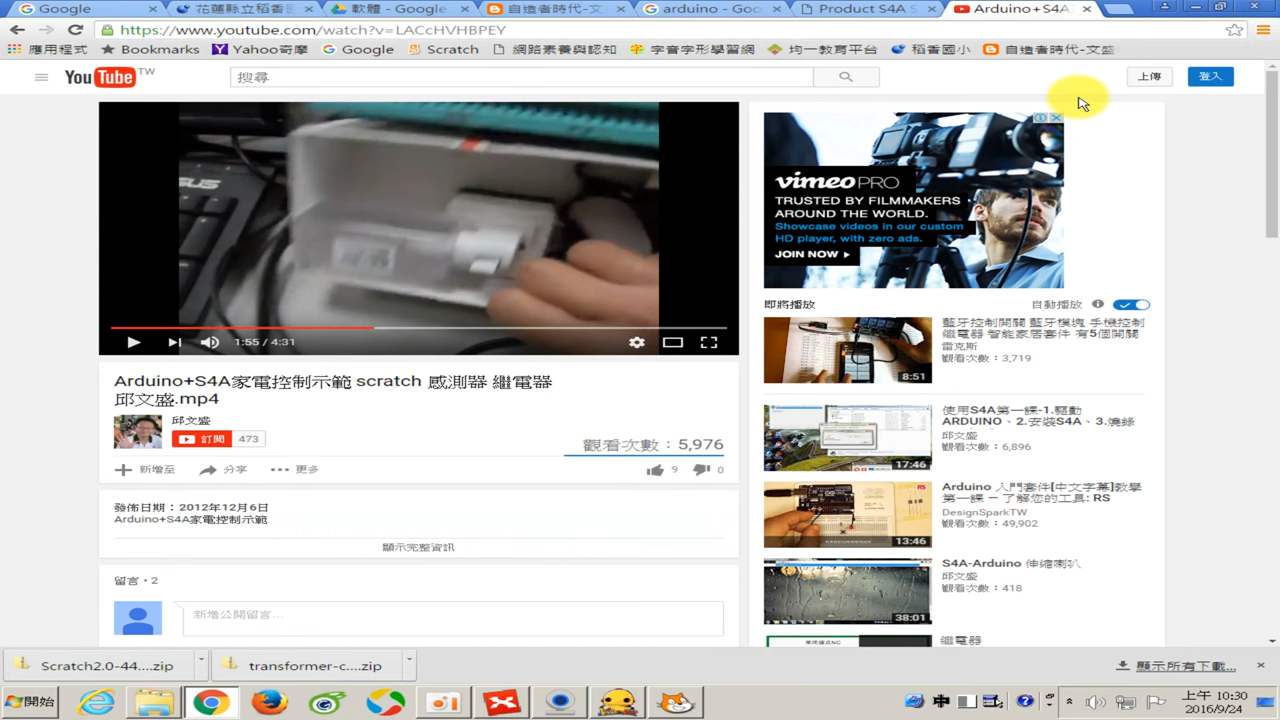 Google
花蓮縣立稻香國
軟體 - Google
自造者時代-文
arduino - Goo
Product S4A S
Arduino+S4A
https://www.youtube.com/watch?v=LACcHVHBPEY
應用程式
Bookmarks
Yahoo奇摩
Google
Scratch
網路素養與認知
字音字形學習網
均一教育平台
稻香國小
自造者時代-文盛
YouTube TW
搜尋
上傳
登入
ASUS
1:55 / 4:31
Arduino+S4A家電控制示範 scratch 感測器 繼電器
邱文盛.mp4
邱文盛
訂閱 473
觀看次數：5,976
新增至
分享
更多
9
0
發佈日期：2012年12月6日
Arduino+S4A家電控制示範
顯示完整資訊
留言・2
新增公開留言...
vimeo PRO
TRUSTED BY FILMMAKERS
AROUND THE WORLD.
Showcase videos in our custom
HD player, with zero ads.
JOIN NOW
即將播放
自動播放
藍牙控制開關 藍牙模塊 手機控制
繼電器 智能家居套件 有5個開關
雷克斯
觀看次數：3,719
8:51
使用S4A第一課-1.驅動
ARDUINO、2.安裝S4A、3.燒錄
邱文盛
觀看次數：6,896
17:46
Arduino 入門套件[中文字幕]教學
第一課 – 了解您的工具: RS
DesignSparkTW
觀看次數：49,902
RS
13:46
S4A-Arduino 伸縮喇叭
邱文盛
觀看次數：418
38:01
繼電器
常閉接點NC
Scratch2.0-44....zip
transformer-c....zip
顯示所有下載...
開始
上午 10:30
2016/9/24